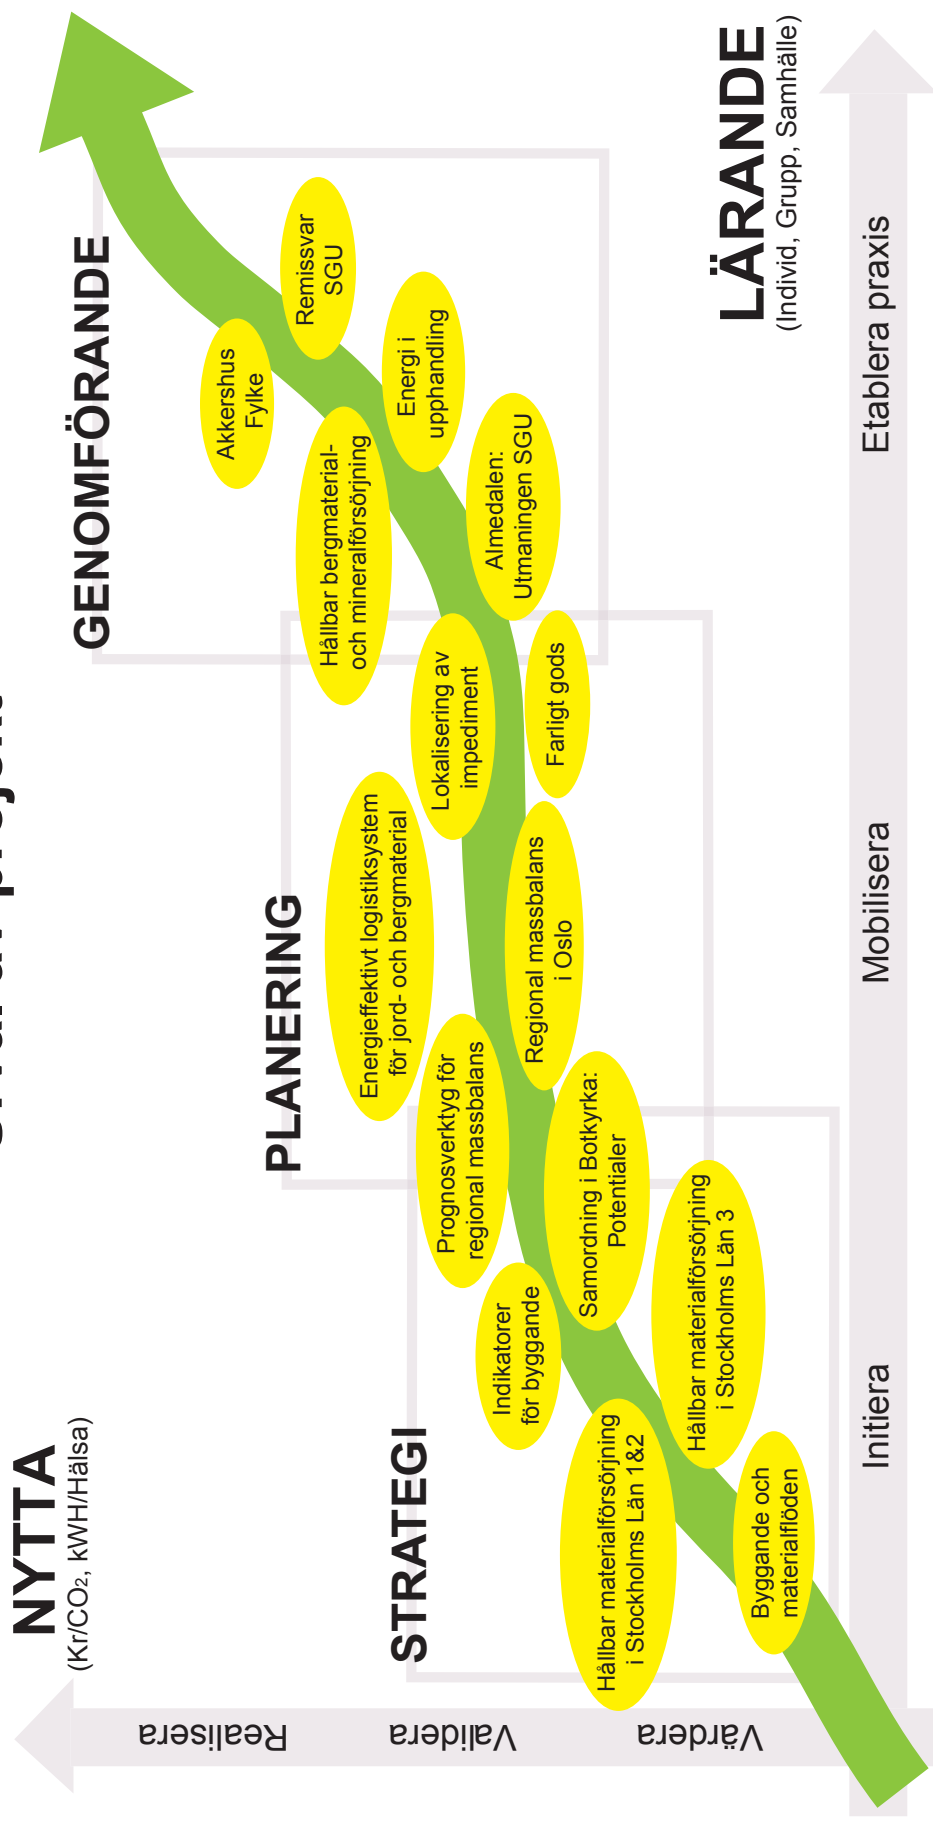 NYTTA
(Kr/CO₂, kWH/Hälsa)
GENOMFÖRANDE
Akkershus
Fylke
Remissvar
SGU
PLANERING
Hållbar bergmaterial-
och mineralförsörjning
Energi i
upphandling
Energieffektivt logistiksystem
för jord- och bergmaterial
Lokalisering av
impediment
Almedalen:
Utmaningen SGU
STRATEGI
Prognosverktyg för
regional massbalans
Regional massbalans
i Oslo
Farligt gods
Indikatorer
för byggande
Samordning i Botkyrka:
Potentialer
Hållbar materialförsörjning
i Stockholms Län 1&2
Hållbar materialförsörjning
i Stockholms Län 3
Byggande och
materialflöden
Realisera
Validera
Värdera
LÄRANDE
(Individ, Grupp, Samhälle)
Initiera
Mobilisera
Etablera praxis